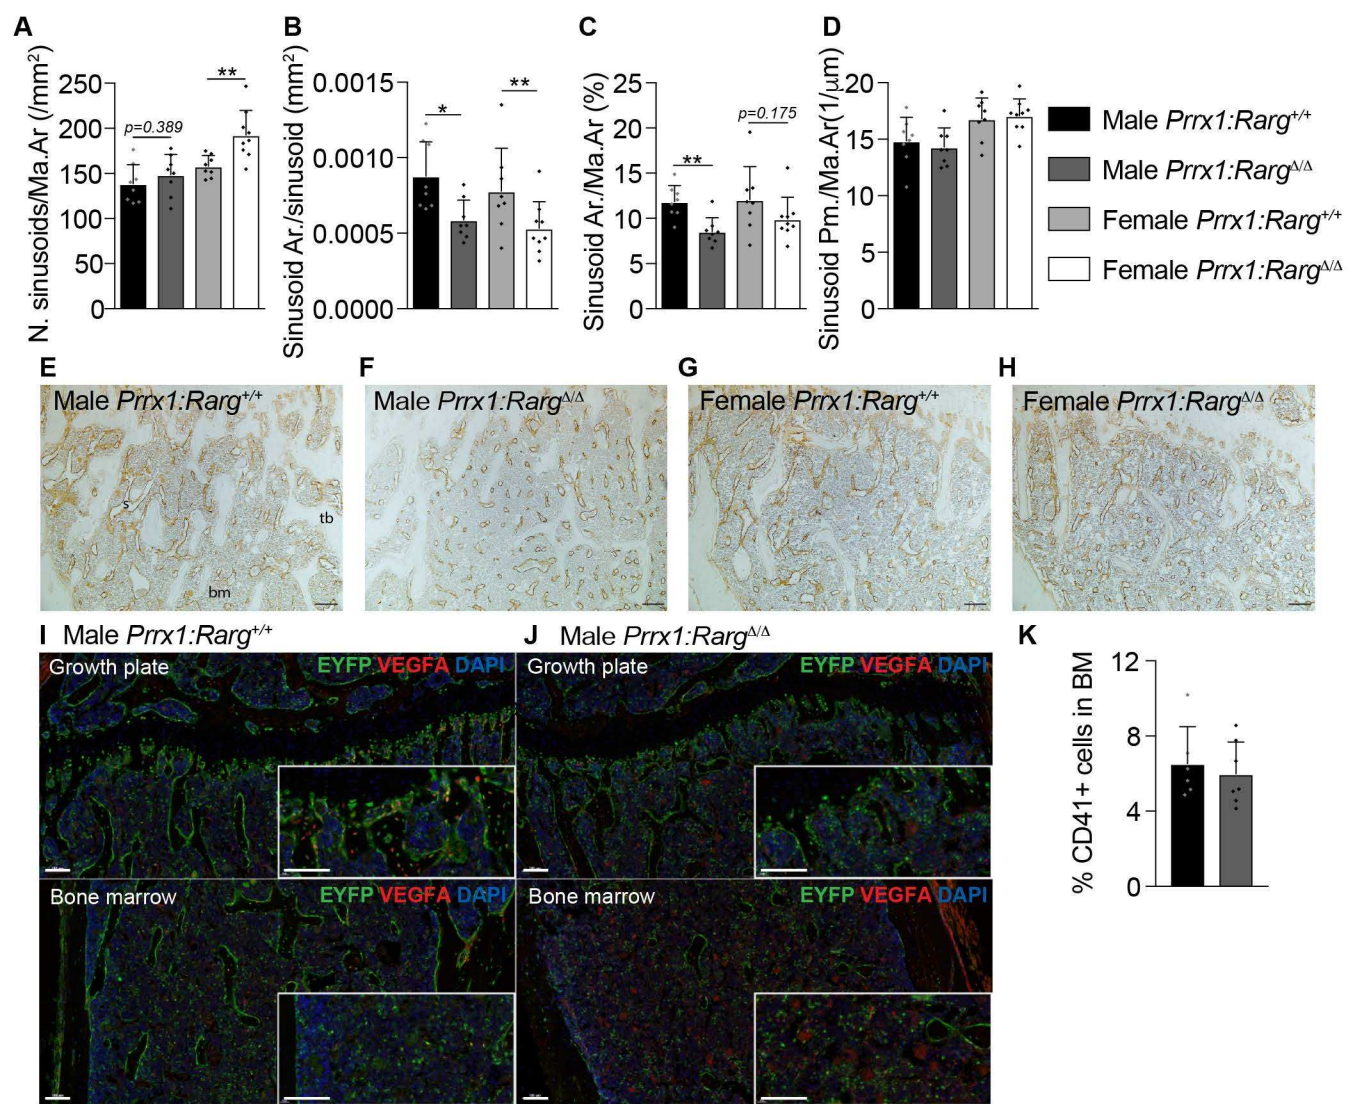 A
N. sinusoids/Ma.Ar (/mm²)
250
200
150
100
50
0
p=0.389
**
B
Sinusoid Ar./sinusoid (mm²)
0.0015
0.0010
0.0005
0.0000
*
**
C
Sinusoid Ar./Ma.Ar (%)
25
20
15
10
5
0
**
p=0.175
D
Sinusoid Pm./Ma.Ar(1/μm)
20
15
10
5
0
Male Prrx1:Rarg+/+
Male Prrx1:RargΔ/Δ
Female Prrx1:Rarg+/+
Female Prrx1:RargΔ/Δ
E
Male Prrx1:Rarg+/+
s
tb
bm
F
Male Prrx1:RargΔ/Δ
G
Female Prrx1:Rarg+/+
H
Female Prrx1:RargΔ/Δ
I Male Prrx1:Rarg+/+
Growth plate
EYFP VEGFA DAPI
Bone marrow
EYFP VEGFA DAPI
J Male Prrx1:RargΔ/Δ
Growth plate
EYFP VEGFA DAPI
Bone marrow
EYFP VEGFA DAPI
K
% CD41+ cells in BM
12
8
4
0